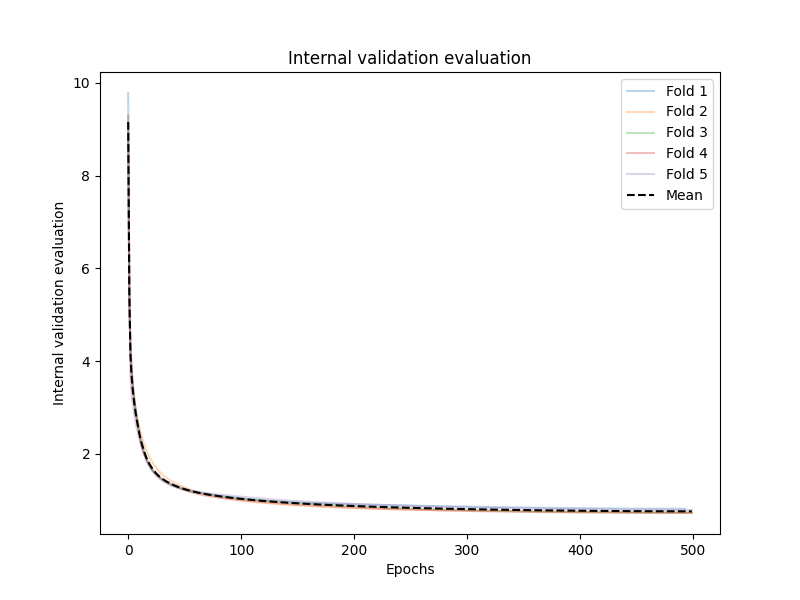 Internal validation evaluation
Fold 1
Fold 2
Fold 3
Fold 4
Fold 5
Mean
Internal validation evaluation
10
8
6
4
2
0 100 200 300 400 500
Epochs